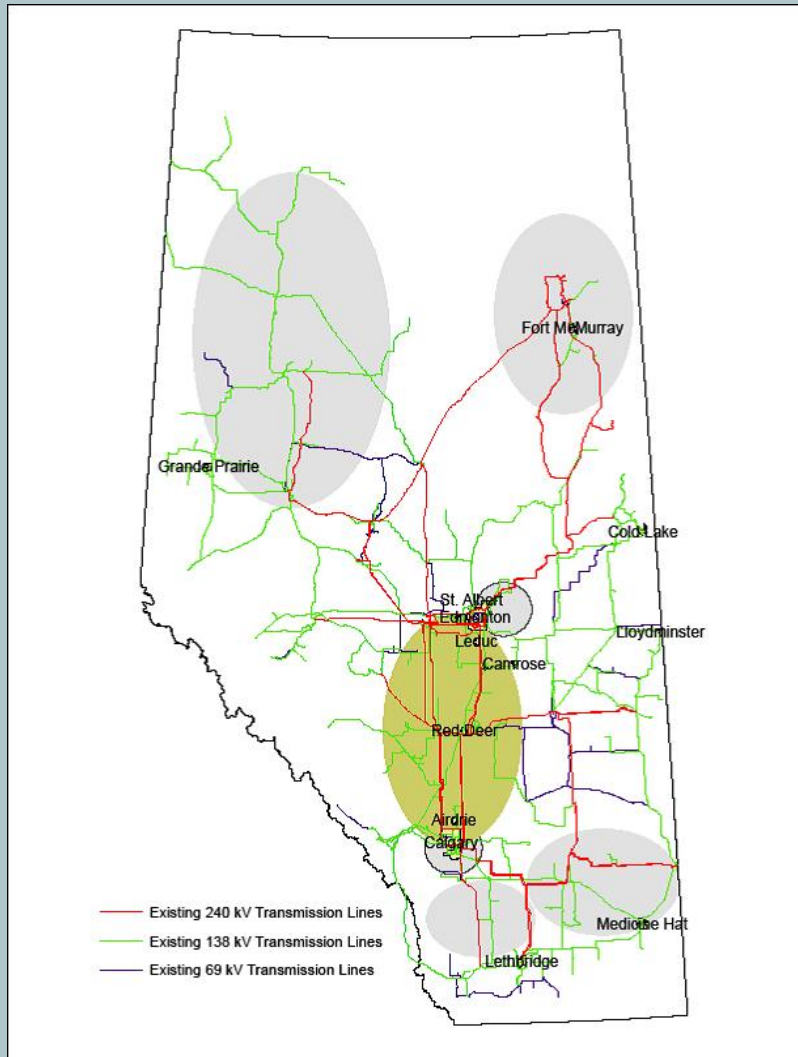 Fort McMurray
Grande Prairie
Cold Lake
St. Albert
Edmonton
Lloydminster
Leduc
Camrose
Red Deer
Airdrie
Calgary
Existing 240 kV Transmission Lines
Medicine Hat
Existing 138 kV Transmission Lines
Lethbridge
Existing 69 kV Transmission Lines